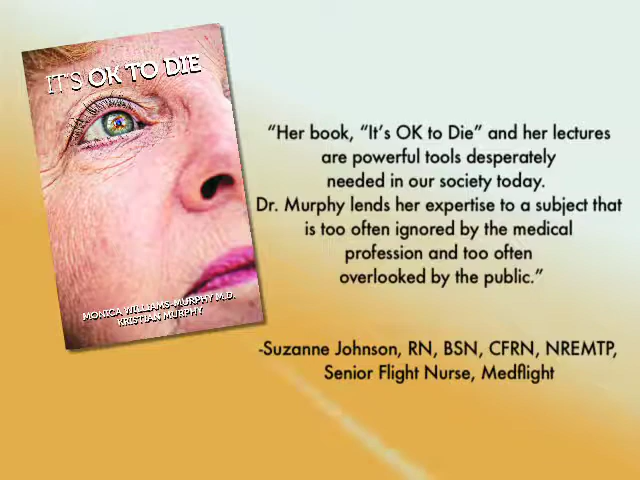 IT'S OK TO DIE
MONICA WILLIAMS-MURPHY M.D.
KRISTIAN MURPHY
“Her book, “It’s OK to Die” and her lectures
are powerful tools desperately
needed in our society today.
Dr. Murphy lends her expertise to a subject that
is too often ignored by the medical
profession and too often
overlooked by the public.”
-Suzanne Johnson, RN, BSN, CFRN, NREMTP,
Senior Flight Nurse, Medflight